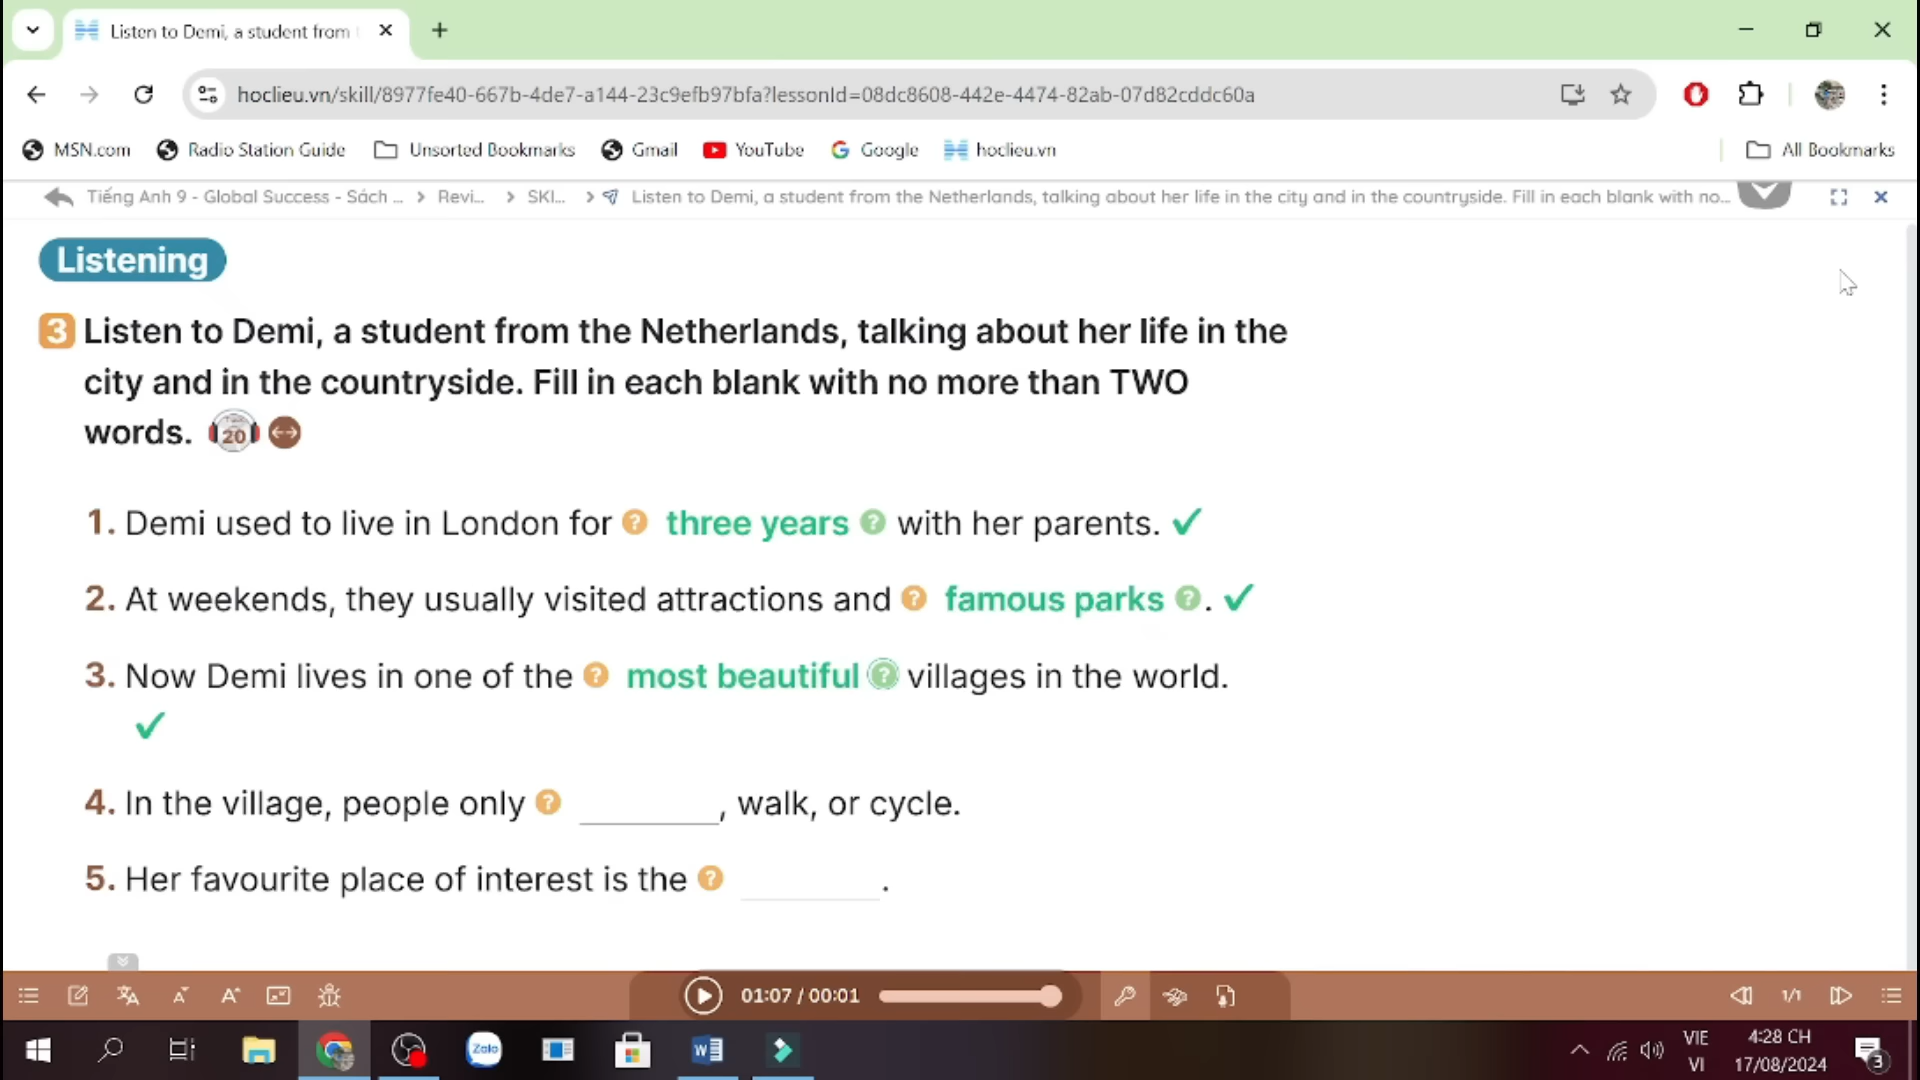 Listen to Demi, a student from
hoclieu.vn/skill/8977fe40-667b-4de7-a144-23c9efb97bfa?lessonId=08dc8608-442e-4474-82ab-07d82cddc60a
MSN.com Radio Station Guide Unsorted Bookmarks Gmail YouTube Google hoclieu.vn All Bookmarks
Tiếng Anh 9 - Global Success - Sách ... > Revi... > SKI... > Listen to Demi, a student from the Netherlands, talking about her life in the city and in the countryside. Fill in each blank with no...
Listening
3 Listen to Demi, a student from the Netherlands, talking about her life in the
city and in the countryside. Fill in each blank with no more than TWO
words. 20
1. Demi used to live in London for ? three years ? with her parents. ✓
2. At weekends, they usually visited attractions and ? famous parks ? . ✓
3. Now Demi lives in one of the ? most beautiful ? villages in the world.
✓
4. In the village, people only ? ________, walk, or cycle.
5. Her favourite place of interest is the ? ________ .
01:07 / 00:01 1/1
Zalo VIE 4:28 CH
VI 17/08/2024 3